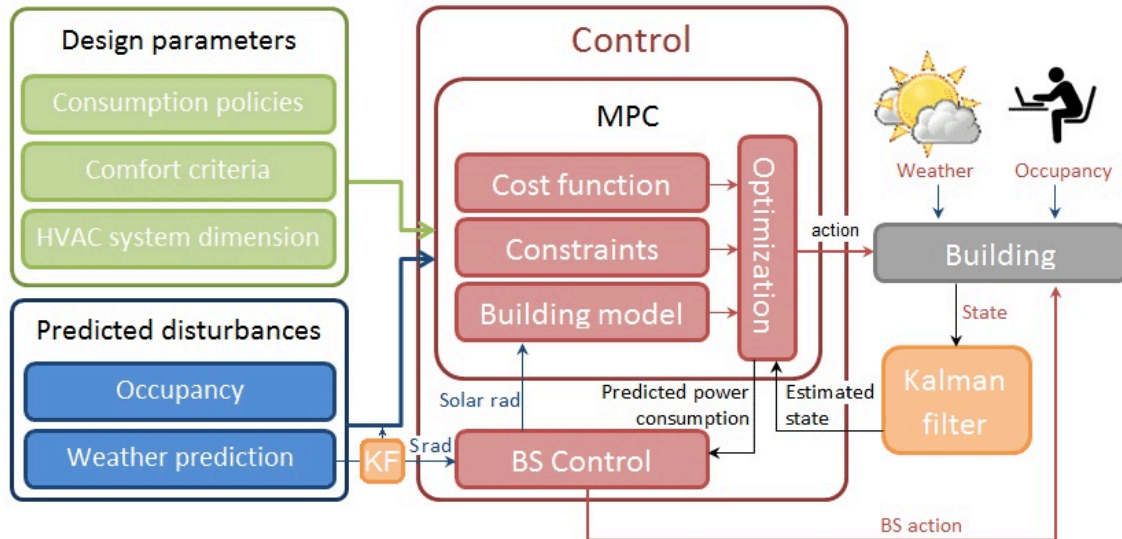 Design parameters
Consumption policies
Comfort criteria
HVAC system dimension
Predicted disturbances
Occupancy
Weather prediction
KF
S rad
Control
MPC
Cost function
Constraints
Building model
Optimization
Solar rad
Predicted power
consumption
Estimated
state
BS Control
action
Weather
Occupancy
Building
State
Kalman
filter
BS action